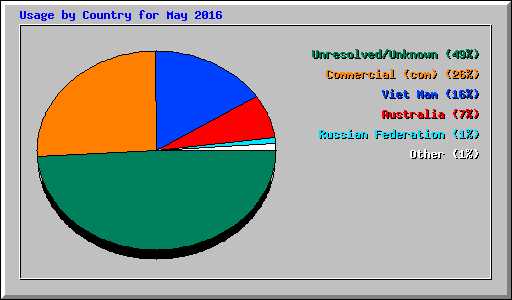 Usage by Country for May 2016
Unresolved/Unknown (49%)
Commercial (com) (26%)
Viet Nam (16%)
Australia (7%)
Russian Federation (1%)
Other (1%)